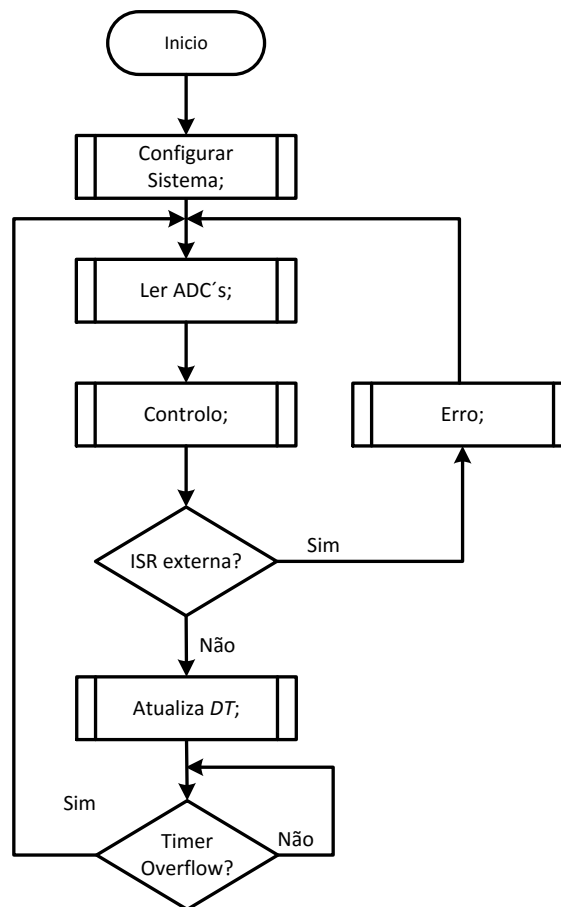 Inicio
Configurar
Sistema;
Ler ADC´s;
Controlo;
Erro;
ISR externa?
Sim
Não
Atualiza DT;
Sim
Timer
Overflow?
Não